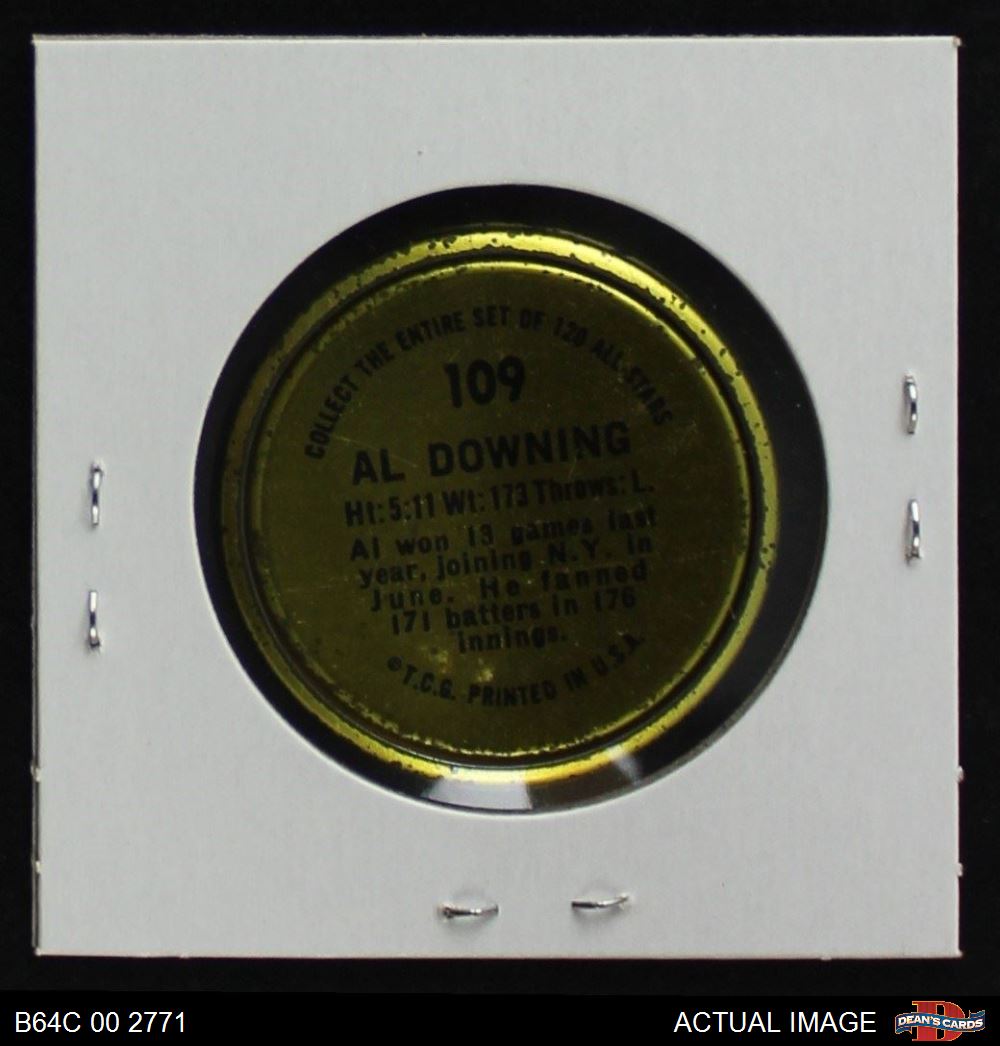 COLLECT THE ENTIRE SET OF 120 ALL-STARS
109
AL DOWNING
Ht: 5:11 Wt: 173 Throws: L.
Al won 13 games last
year, joining N.Y. in
June. He fanned
171 batters in 176
innings.
©T.C.G. PRINTED IN U.S.A.
B64C 00 2771
ACTUAL IMAGE
DEAN'S CARDS